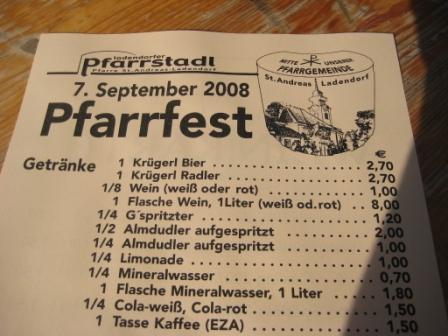 ladendorfer
Pfarrstadl
Pfarre St.Andreas-Ladendorf
MITTE UNSERER
PFARRGEMEINDE
St.Andreas Ladendorf
7. September 2008
Pfarrfest
€
Getränke 1 Krügerl Bier 2,70
1 Krügerl Radler 2,70
1/8 Wein (weiß oder rot) 1,00
1 Flasche Wein, 1Liter (weiß od.rot) 8,00
1/4 G´spritzter 1,20
1/2 Almdudler aufgespritzt 2,00
1/4 Almdudler aufgespritzt 1,00
1/4 Limonade 1,00
1/4 Mineralwasser 0,70
1 Flasche Mineralwasser, 1 Liter 1,80
1/4 Cola-weiß, Cola-rot 1,50
1 Tasse Kaffee (EZA) 1,50